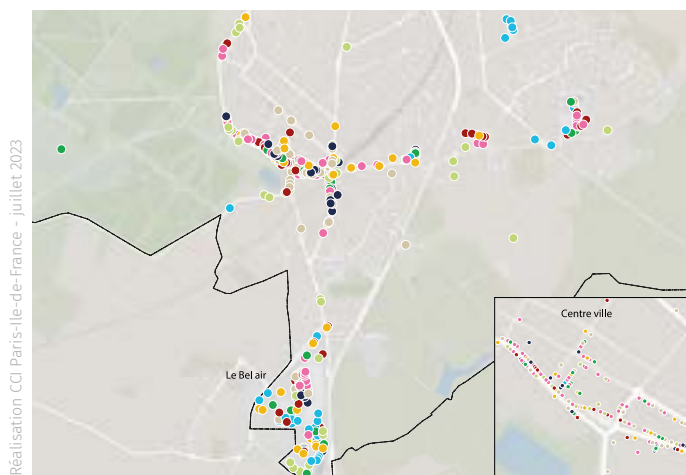 Réalisation CCI Paris-Ile-de-France - juillet 2023
Centre ville
Le Bel air